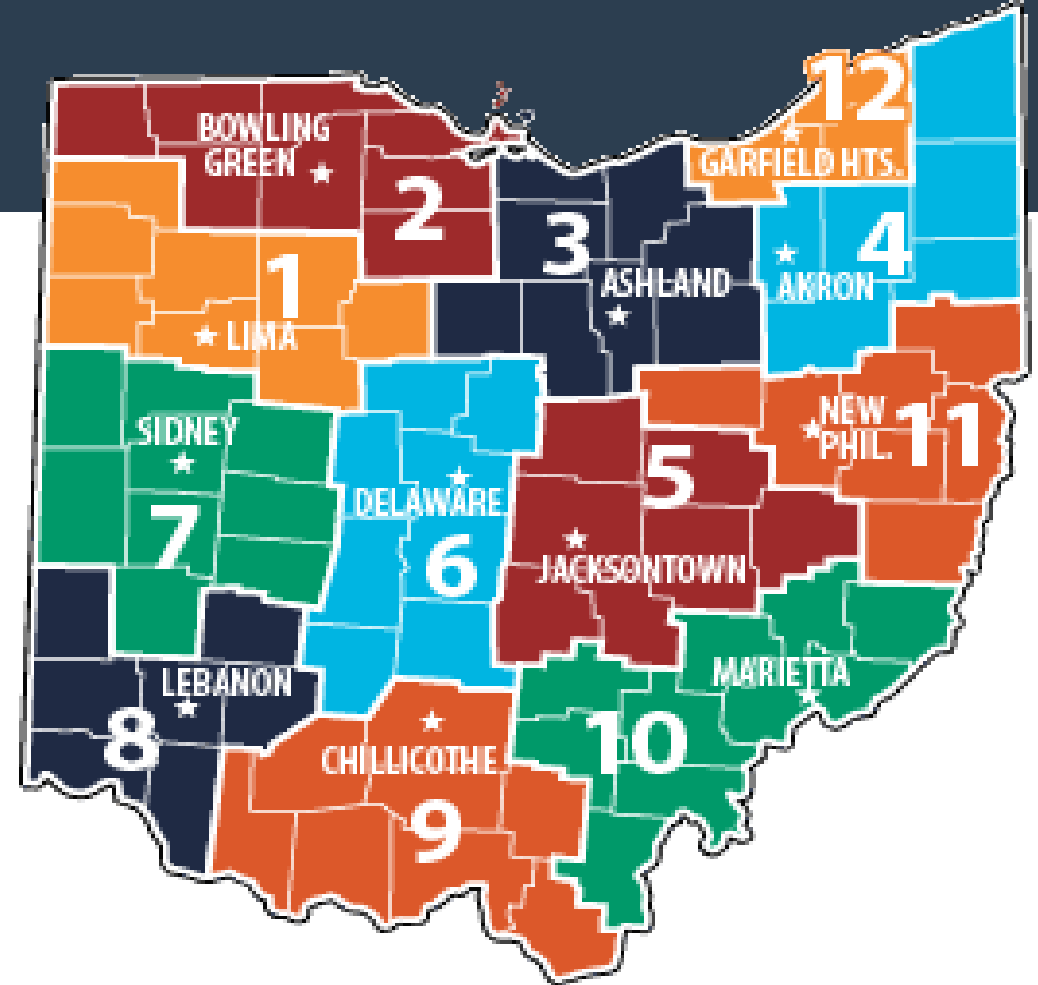 12
BOWLING
GREEN
GARFIELD HTS.
2
3
4
1
ASHLAND
AKRON
LIMA
NEW
PHIL.
11
SIDNEY
5
DELAWARE
7
6
JACKSONTOWN
LEBANON
MARIETTA
8
10
CHILLICOTHE
9